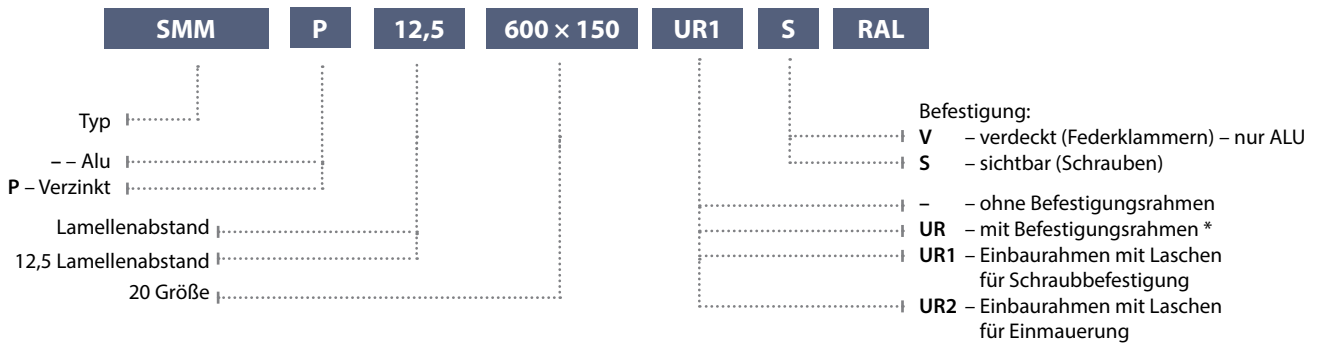 SMM P 12,5 600 × 150 UR1 S RAL
Typ
– – Alu
P – Verzinkt
Lamellenabstand
12,5 Lamellenabstand
20 Größe
Befestigung:
V – verdeckt (Federklammern) – nur ALU
S – sichtbar (Schrauben)
– – ohne Befestigungsrahmen
UR – mit Befestigungsrahmen *
UR1 – Einbaurahmen mit Laschen
für Schraubbefestigung
UR2 – Einbaurahmen mit Laschen
für Einmauerung